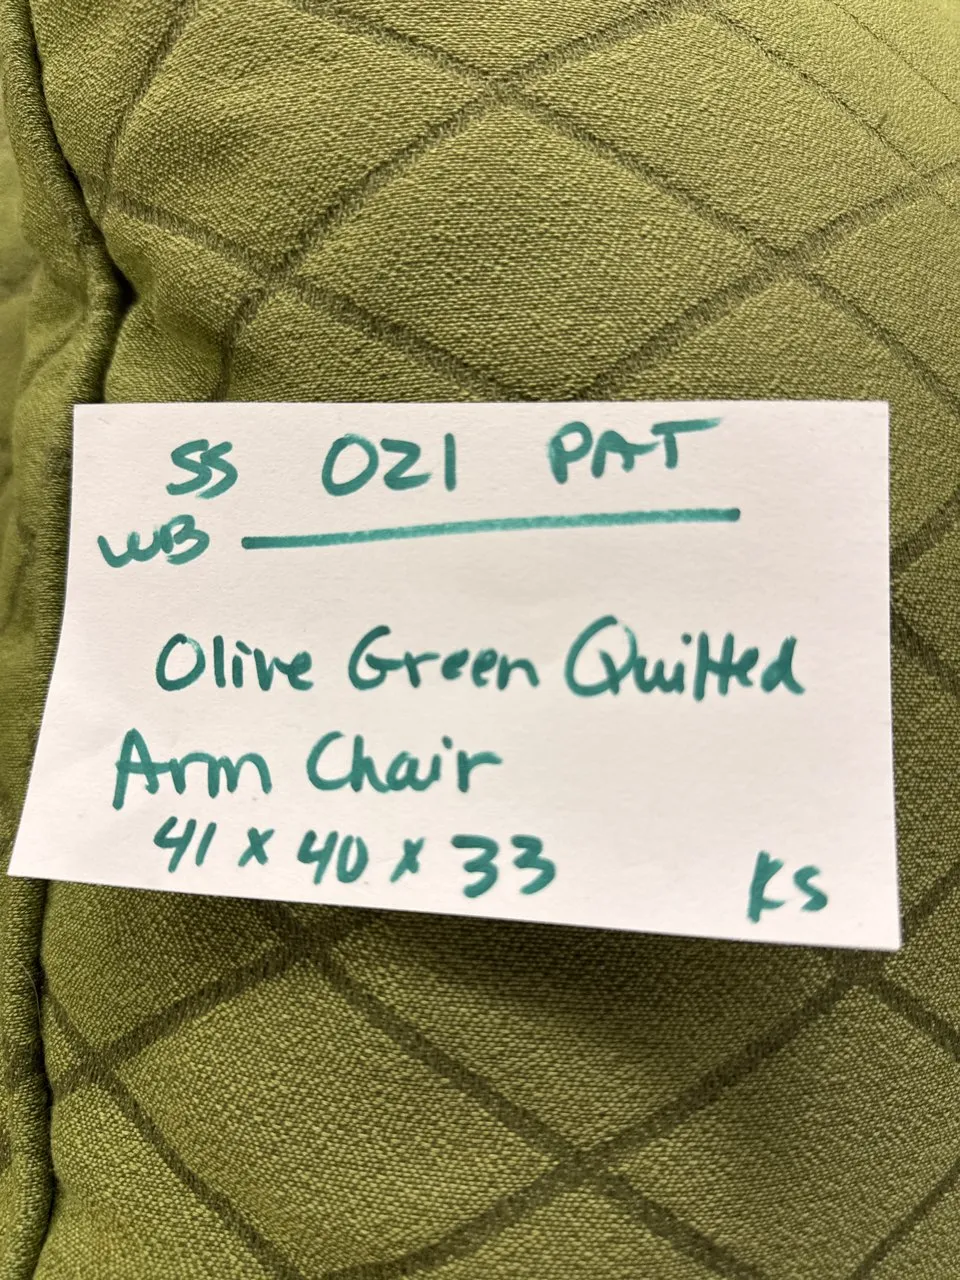 SS 021 PAT
WB
Olive Green Quilted
Arm Chair
41 x 40 x 33 KS